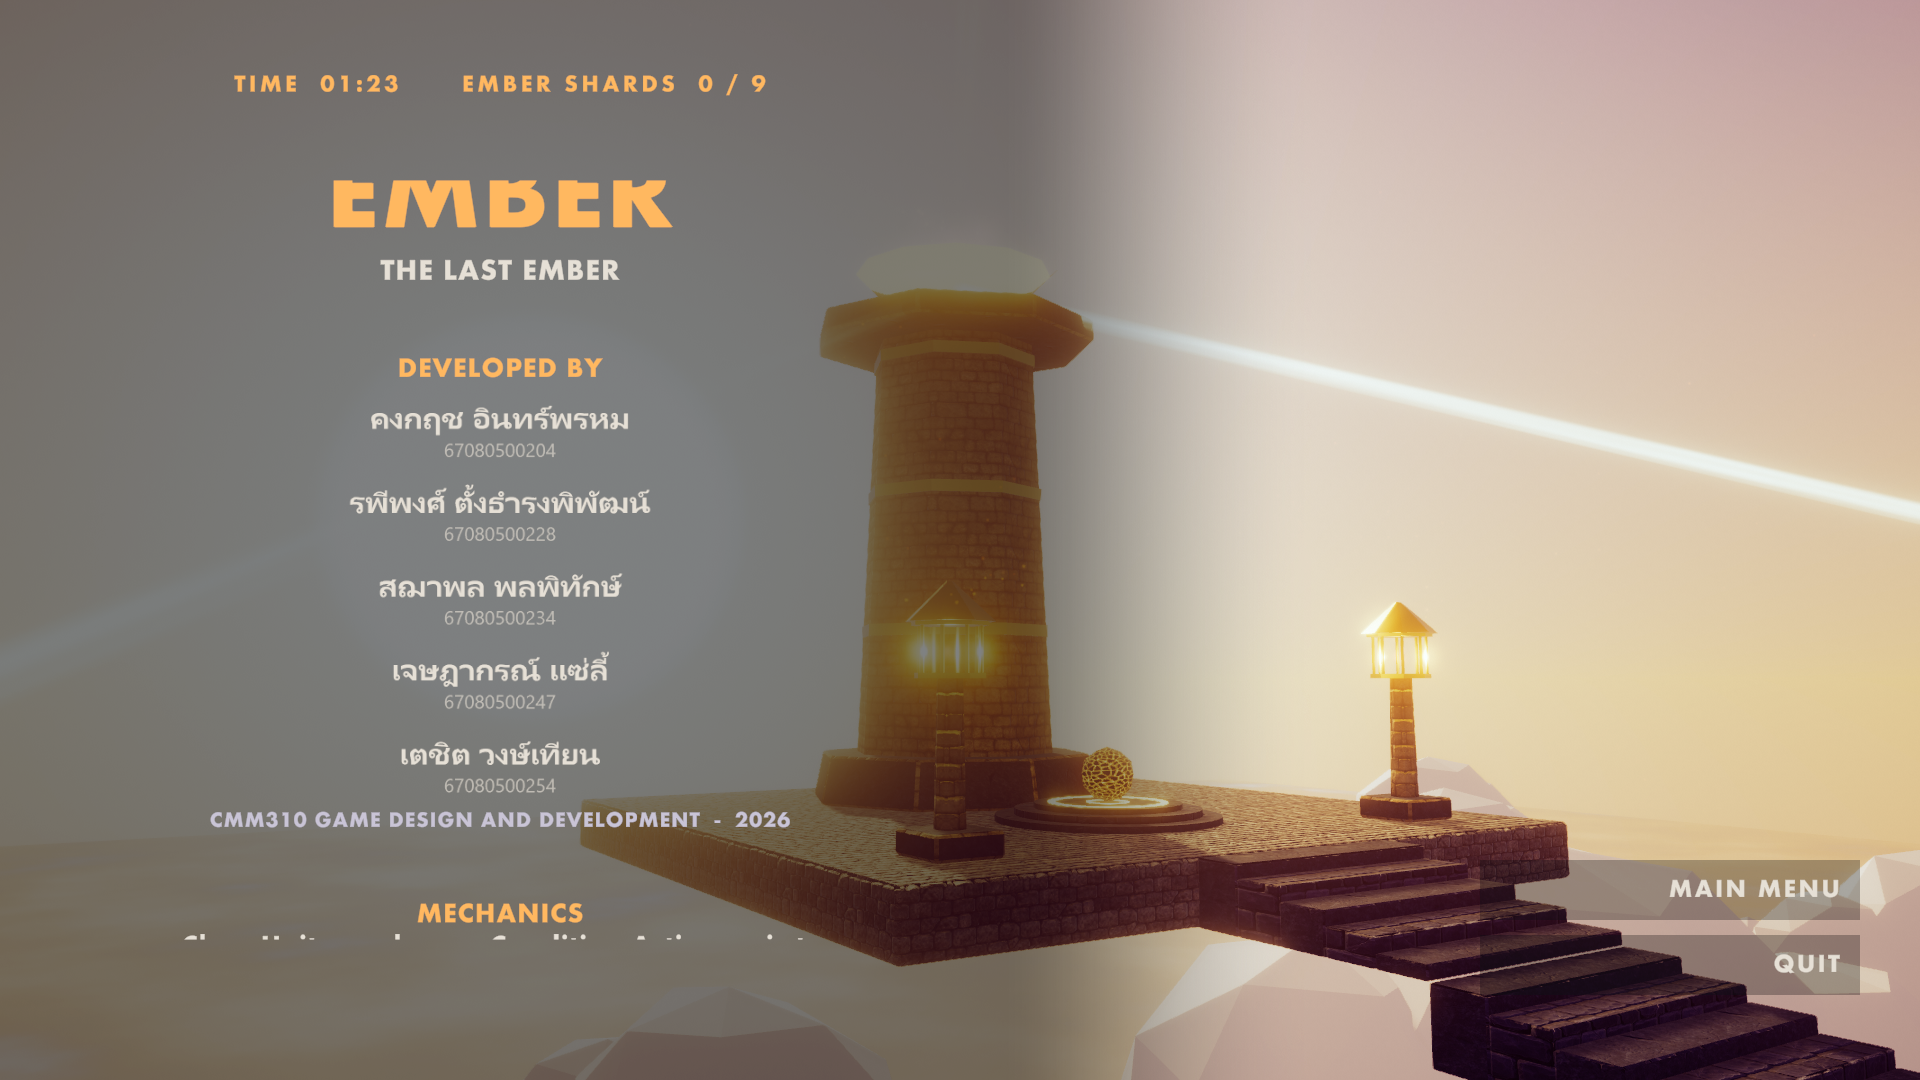 TIME 01:23 EMBER SHARDS 0 / 9
EMBER
THE LAST EMBER
DEVELOPED BY
คงกฤช อินทร์พรหม
67080500204
รพีพงศ์ ตั้งธำรงพิพัฒน์
67080500228
สฌาพล พลพิทักษ์
67080500234
เจษฎากรณ์ แซ่ลี้
67080500247
เตชิต วงษ์เทียน
67080500254
CMM310 GAME DESIGN AND DEVELOPMENT - 2026
MECHANICS
MAIN MENU
QUIT